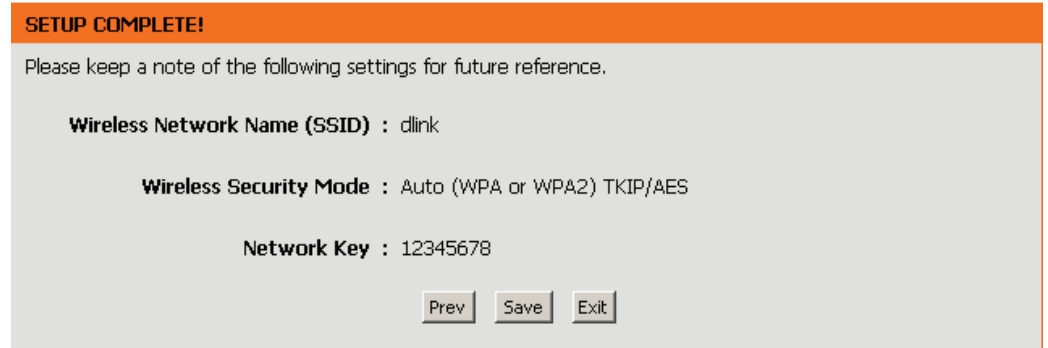 SETUP COMPLETE!
Please keep a note of the following settings for future reference.
Wireless Network Name (SSID) : dlink
Wireless Security Mode : Auto (WPA or WPA2) TKIP/AES
Network Key : 12345678
Prev Save Exit